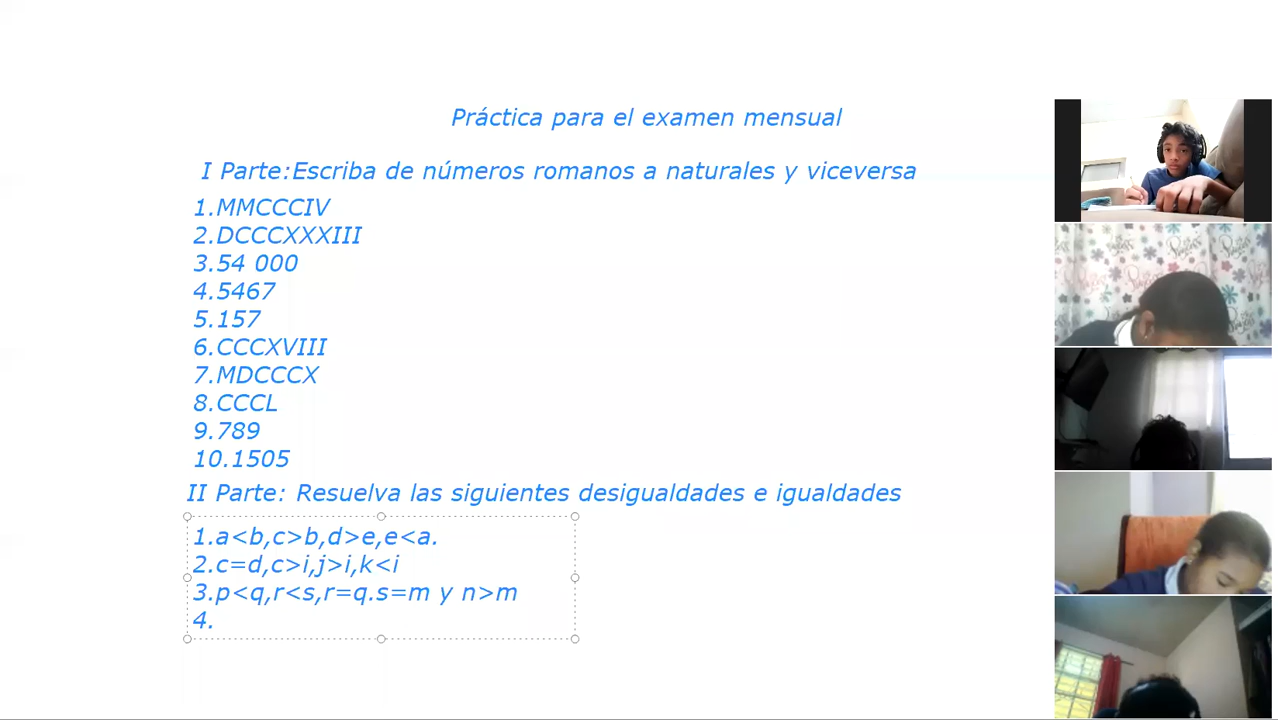 Práctica para el examen mensual
I Parte:Escriba de números romanos a naturales y viceversa
1.MMCCCIV
2.DCCCXXXIII
3.54 000
4.5467
5.157
6.CCCXVIII
7.MDCCCX
8.CCCL
9.789
10.1505
II Parte: Resuelva las siguientes desigualdades e igualdades
1.a<b,c>b,d>e,e<a.
2.c=d,c>i,j>i,k<i
3.p<q,r<s,r=q.s=m y n>m
4.